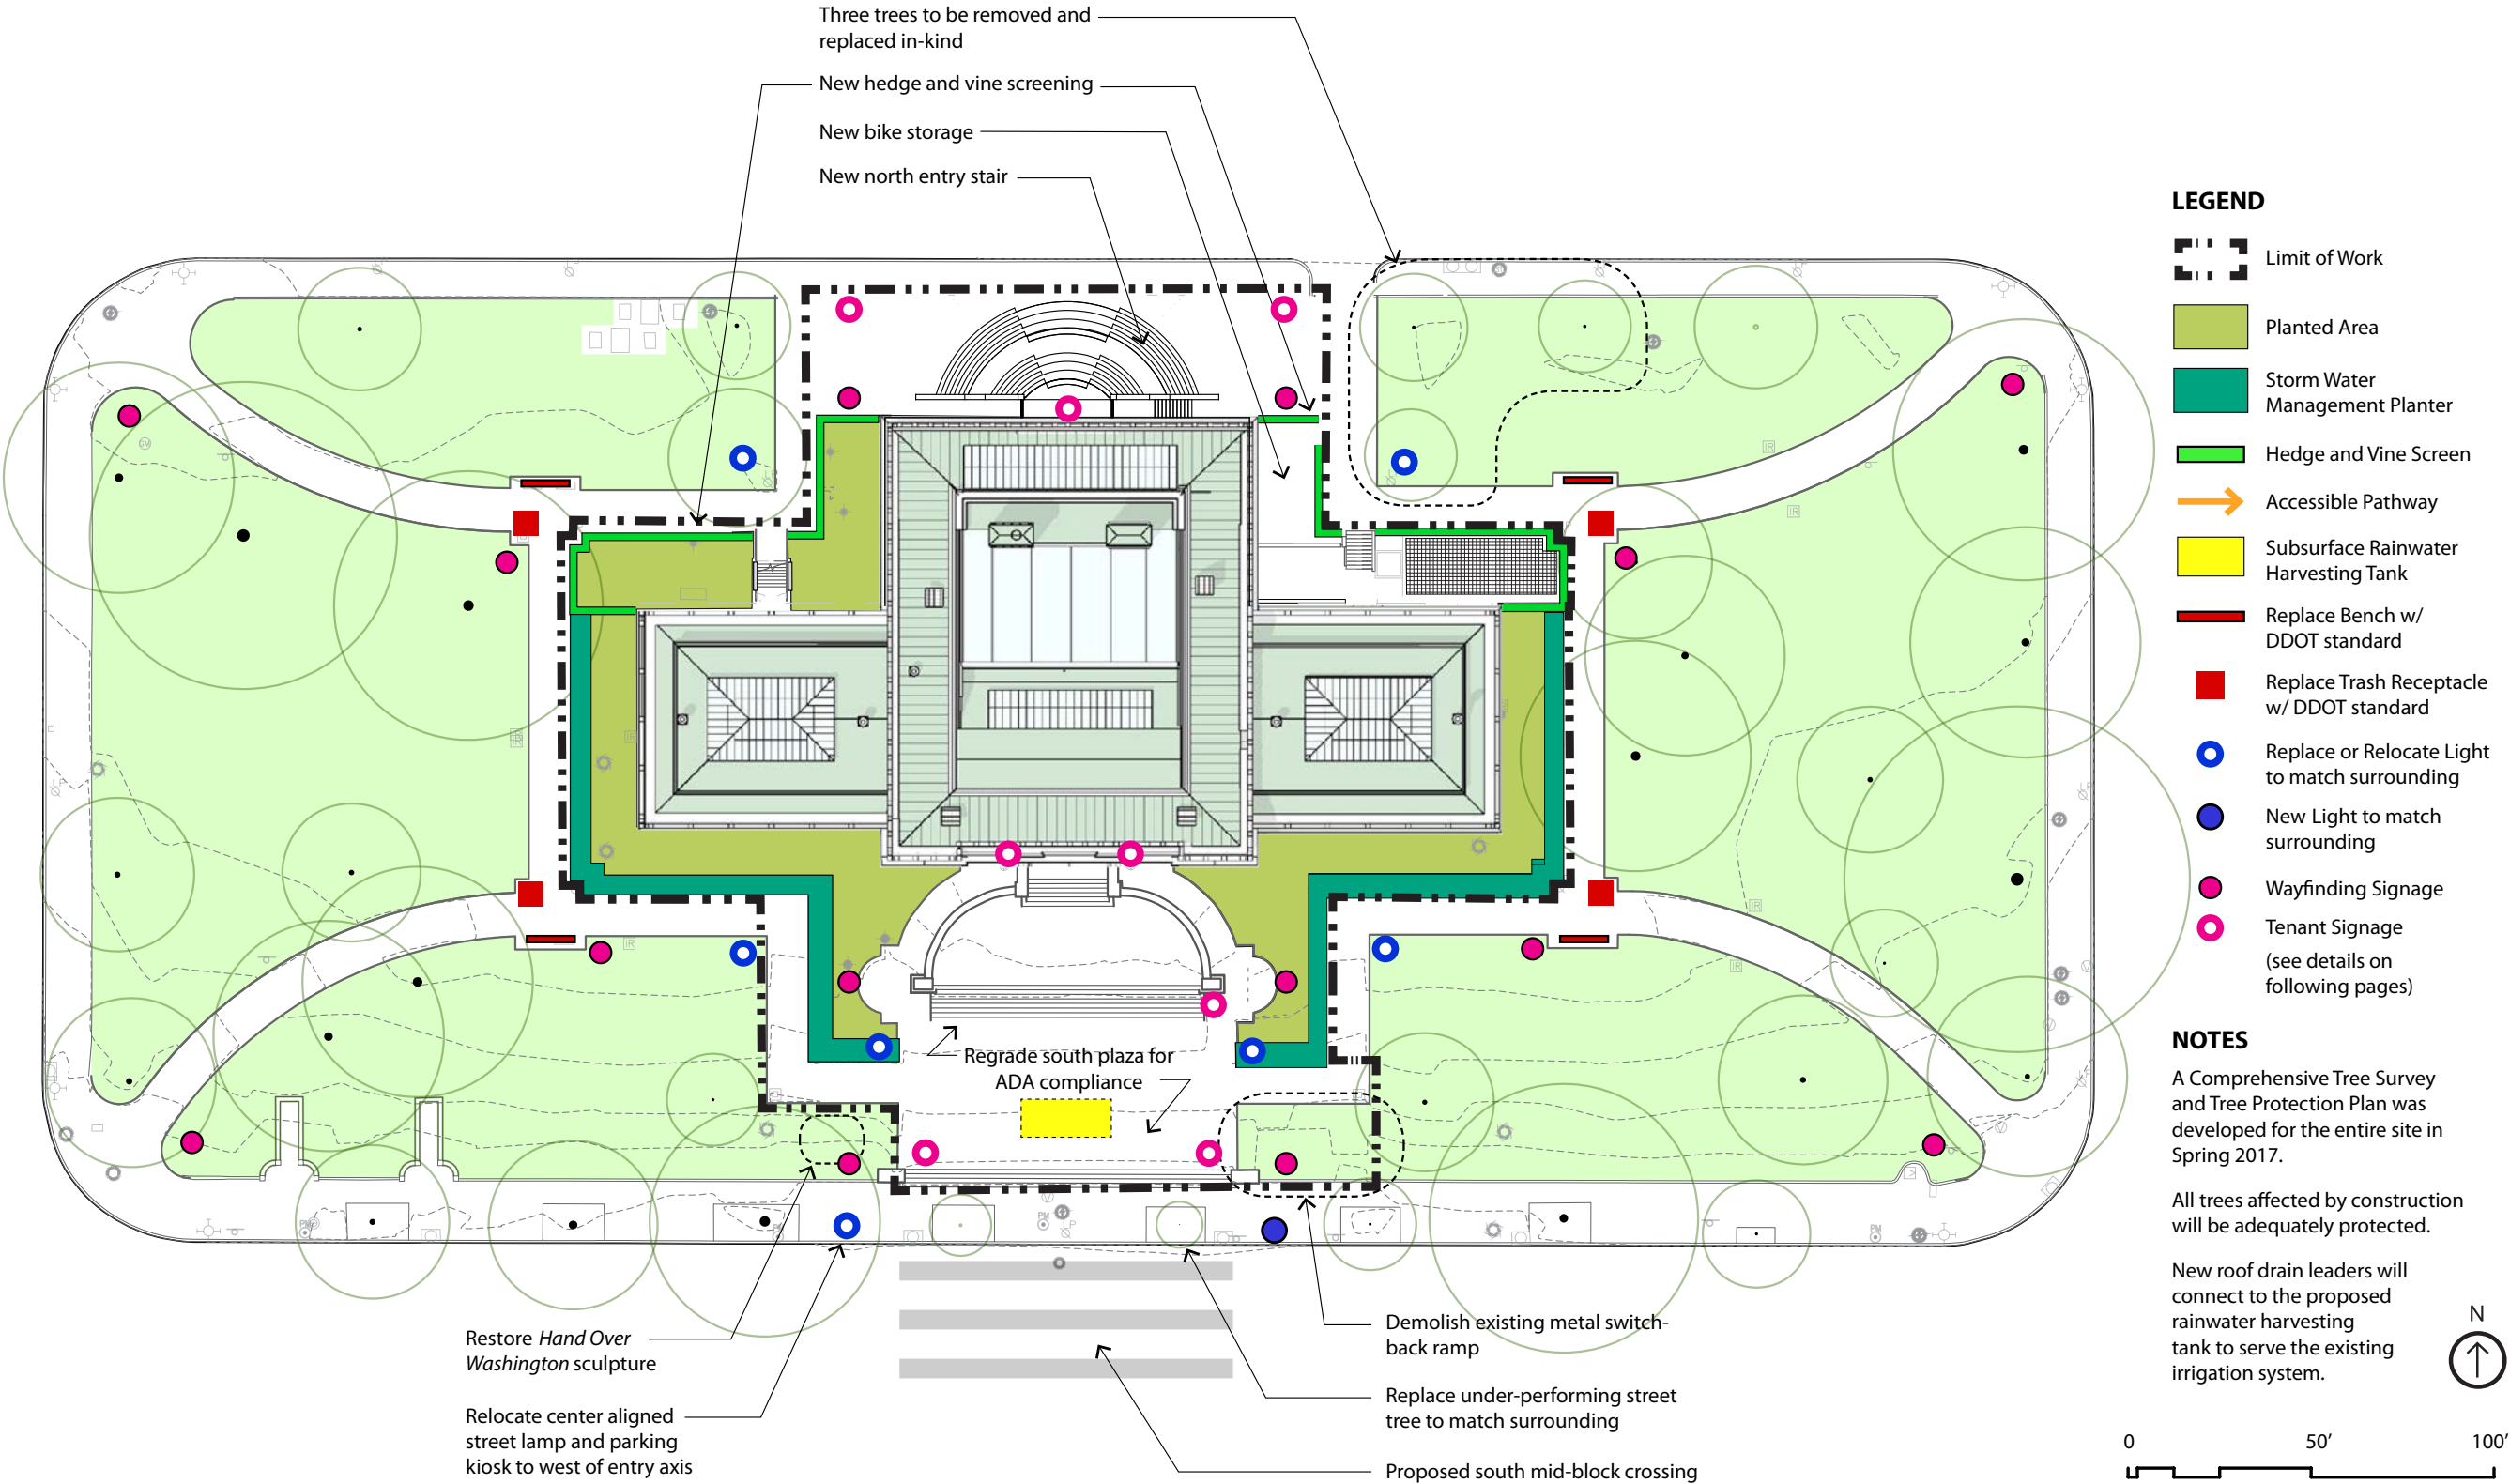 Three trees to be removed and
replaced in-kind
New hedge and vine screening
New bike storage
New north entry stair
LEGEND
Limit of Work
Planted Area
Storm Water
Management Planter
Hedge and Vine Screen
Accessible Pathway
Subsurface Rainwater
Harvesting Tank
Replace Bench w/
DDOT standard
Replace Trash Receptacle
w/ DDOT standard
Replace or Relocate Light
to match surrounding
New Light to match
surrounding
Wayfinding Signage
Tenant Signage
(see details on
following pages)
NOTES
A Comprehensive Tree Survey
and Tree Protection Plan was
developed for the entire site in
Spring 2017.
All trees affected by construction
will be adequately protected.
New roof drain leaders will
connect to the proposed
rainwater harvesting
tank to serve the existing
irrigation system.
N
0 50’ 100’
Regrade south plaza for
ADA compliance
Restore Hand Over
Washington sculpture
Relocate center aligned
street lamp and parking
kiosk to west of entry axis
Demolish existing metal switch-
back ramp
Replace under-performing street
tree to match surrounding
Proposed south mid-block crossing